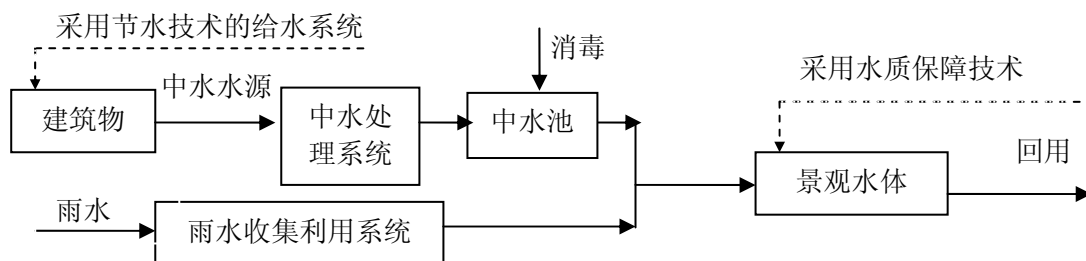 采用节水技术的给水系统
消毒
采用水质保障技术
中水水源
建筑物
中水处
理系统
中水池
回用
景观水体
雨水
雨水收集利用系统